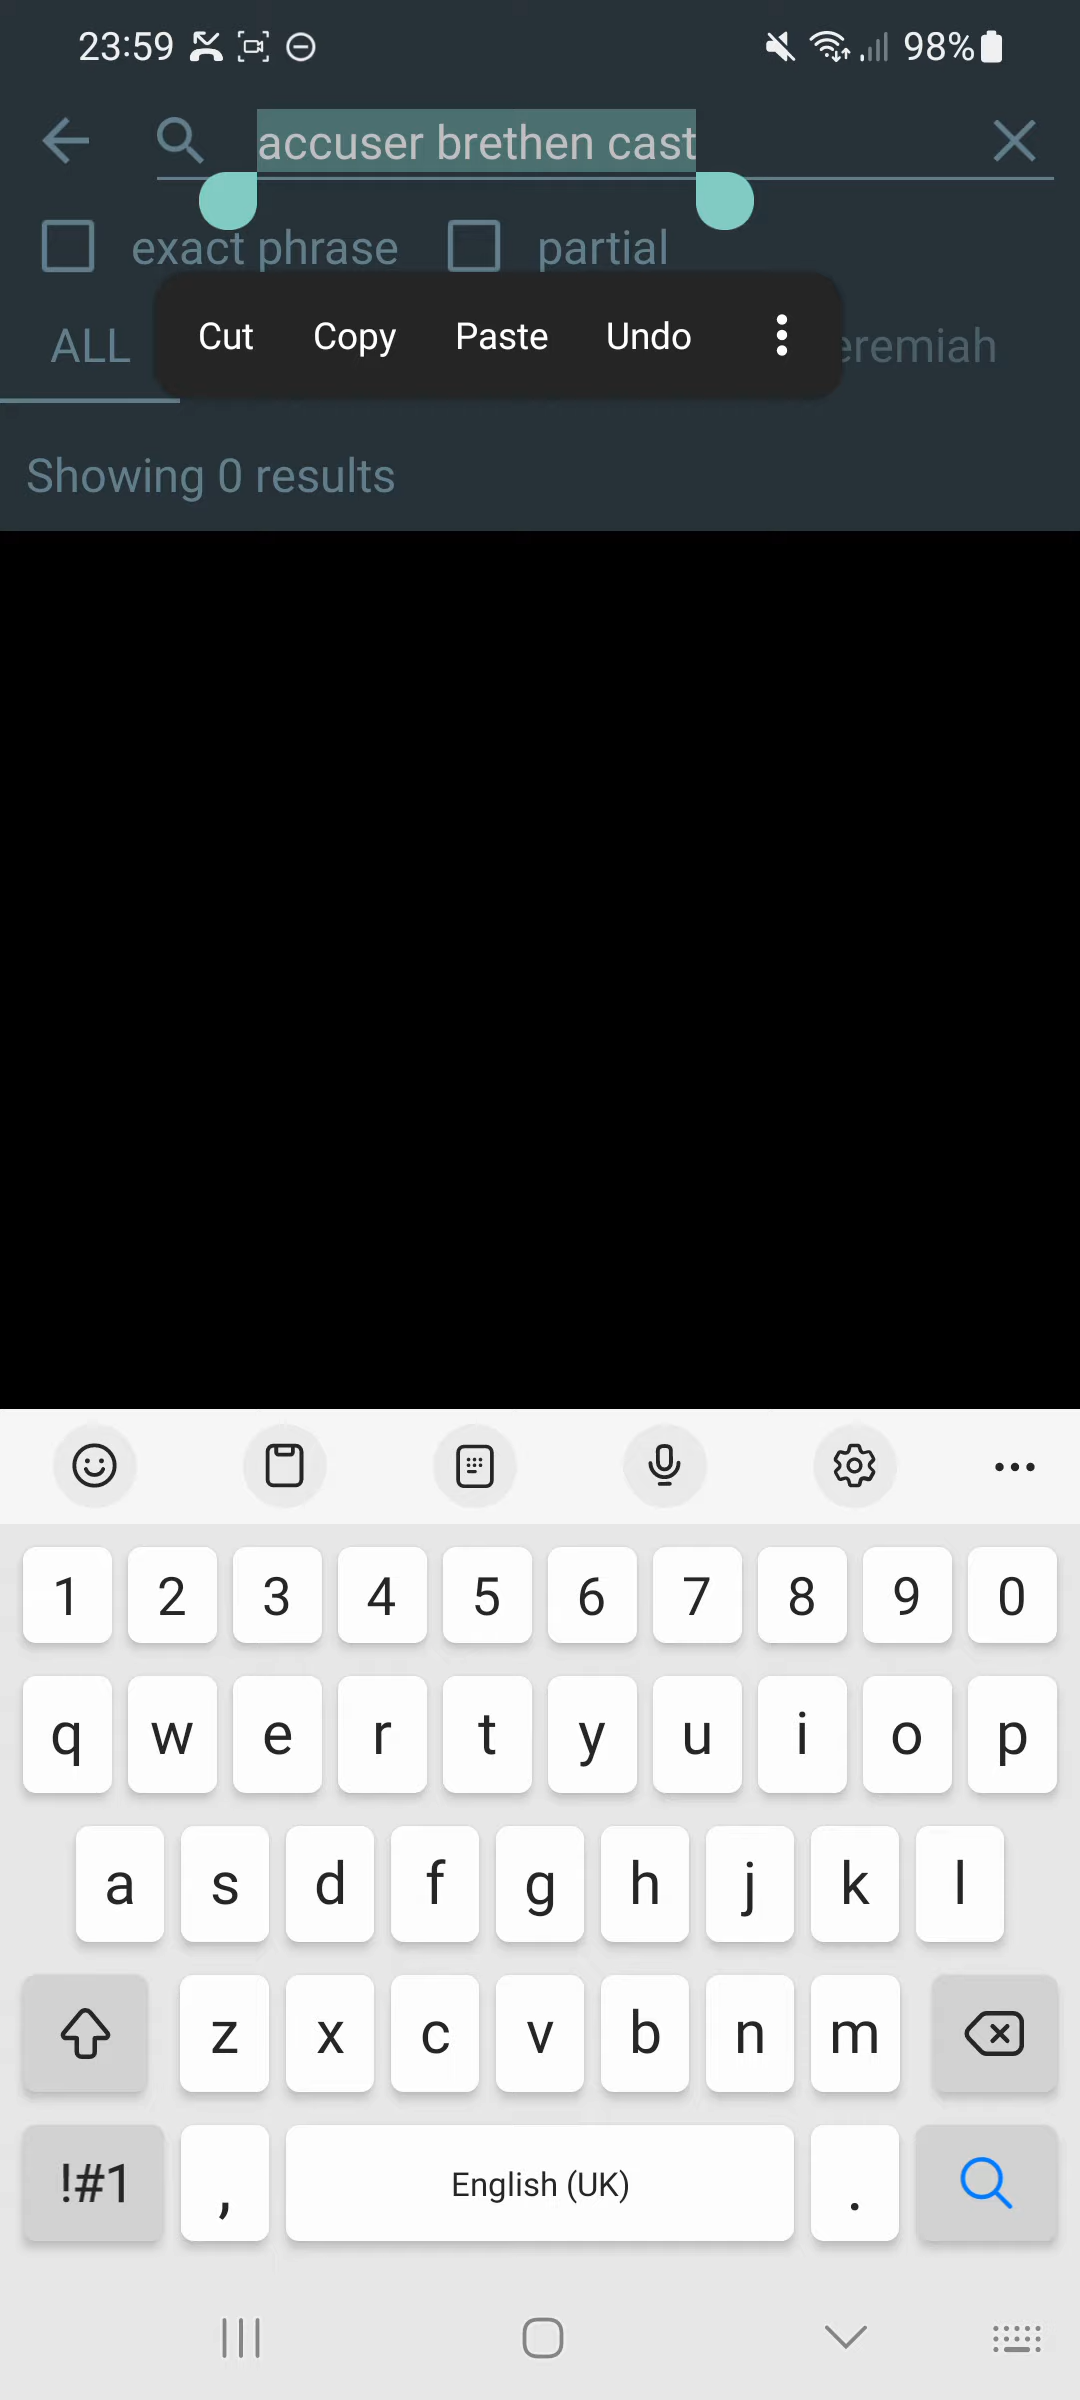 23:59 98%
accuser brethen cast
exact phrase partial
Cut Copy Paste Undo
ALL eremiah
Showing 0 results
1 2 3 4 5 6 7 8 9 0
q w e r t y u i o p
a s d f g h j k l
z x c v b n m
!#1 , English (UK) .